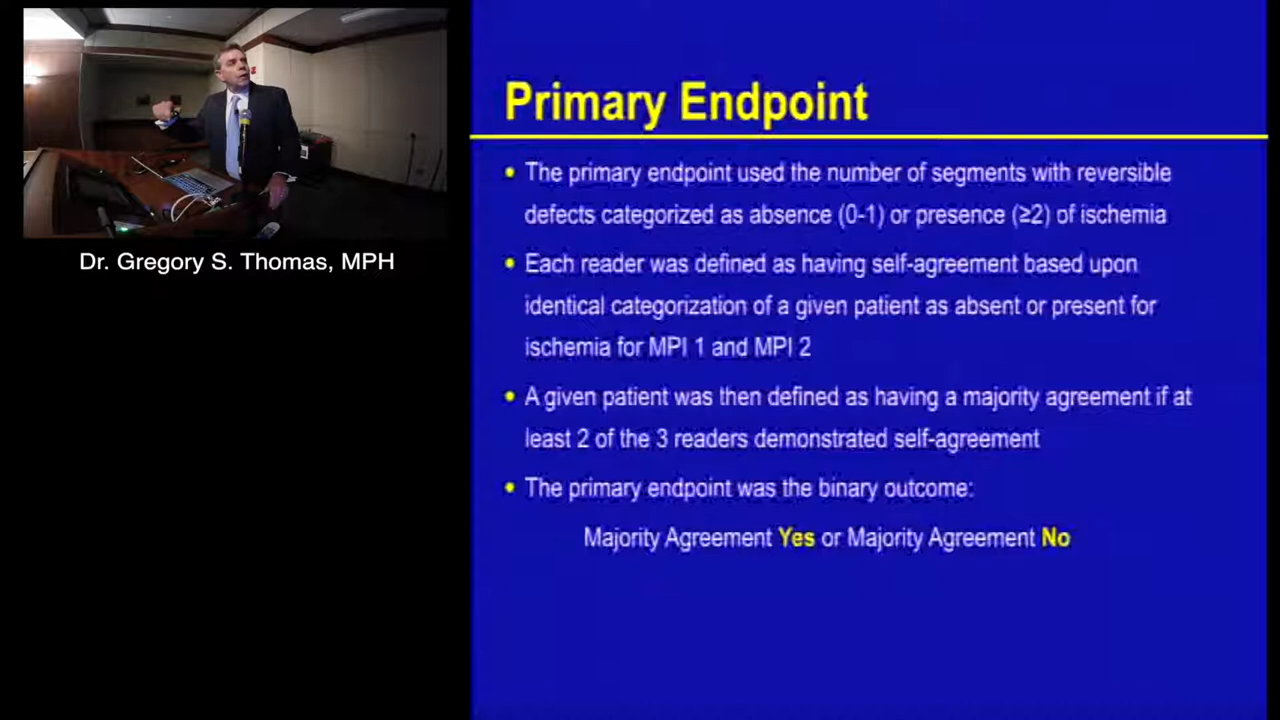 Dr. Gregory S. Thomas, MPH
Primary Endpoint
• The primary endpoint used the number of segments with reversible
defects categorized as absence (0-1) or presence (≥2) of ischemia
• Each reader was defined as having self-agreement based upon
identical categorization of a given patient as absent or present for
ischemia for MPI 1 and MPI 2
• A given patient was then defined as having a majority agreement if at
least 2 of the 3 readers demonstrated self-agreement
• The primary endpoint was the binary outcome:
Majority Agreement Yes or Majority Agreement No